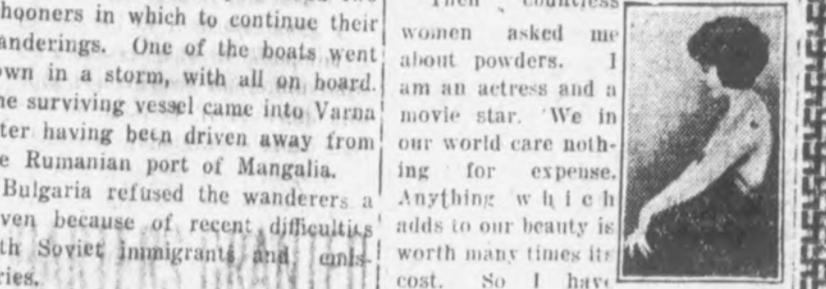 hooners in which to continue their
anderings. One of the boats went
own in a storm, with all on board.
he surviving vessel came into Varna
ter having been driven away from
e Rumanian port of Mangalia.
Bulgaria refused the wanderers a
ven because of recent difficulties
th Soviet immigrants and emis-
ries.
Then countless
women asked me
about powders. I
am an actress and a
movie star. We in
our world care noth-
ing for expense.
Anything which
adds to our beauty is
worth many times its
cost. So I have